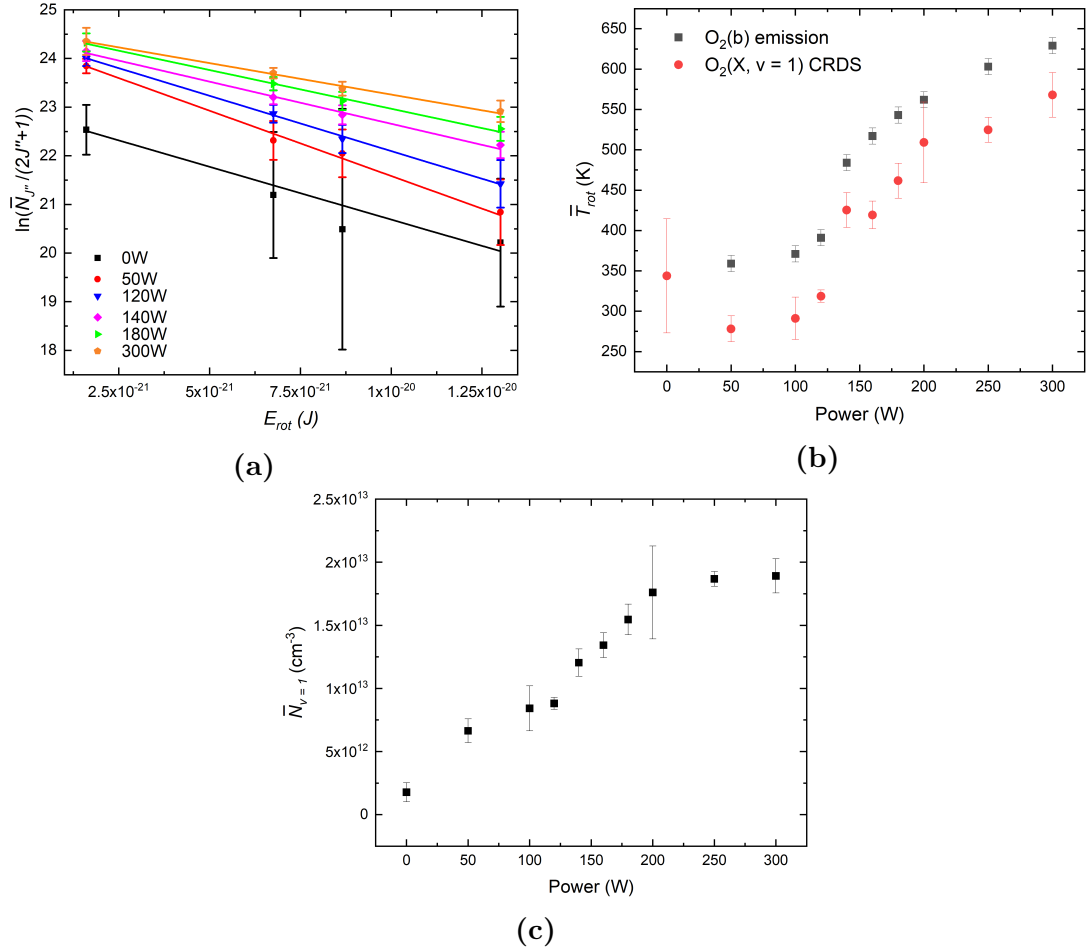 25
24
23
22
21
20
19
18
ln(N̅J″/(2J″+1))
0W
50W
120W
140W
180W
300W
2.5x10⁻²¹ 5x10⁻²¹ 7.5x10⁻²¹ 1x10⁻²⁰ 1.25x10⁻²⁰
Erot (J)
(a)
650
600
550
500
450
400
350
300
250
T̅rot (K)
O₂(b) emission
O₂(X, v = 1) CRDS
0 50 100 150 200 250 300
Power (W)
(b)
2.5x10¹³
2x10¹³
1.5x10¹³
1x10¹³
5x10¹²
0
N̅v = 1 (cm⁻³)
0 50 100 150 200 250 300
Power (W)
(c)